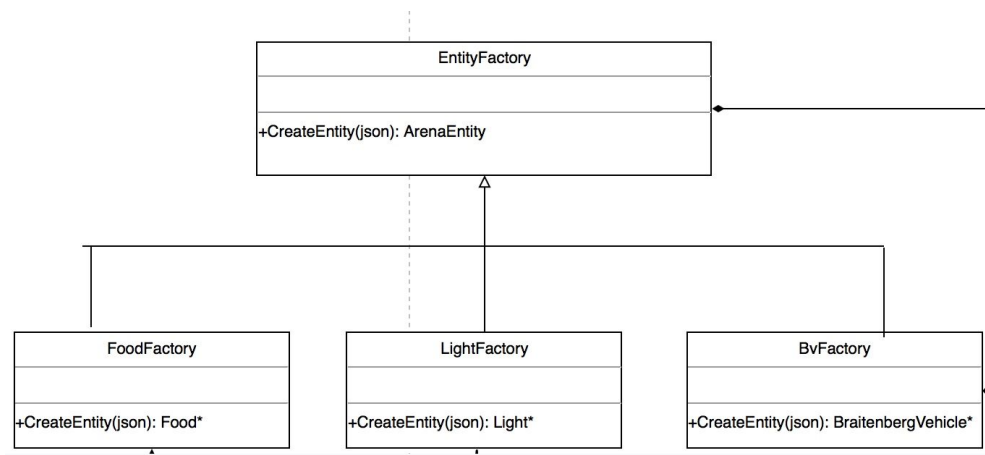 EntityFactory
+CreateEntity(json): ArenaEntity
FoodFactory
+CreateEntity(json): Food*
LightFactory
+CreateEntity(json): Light*
BvFactory
+CreateEntity(json): BraitenbergVehicle*